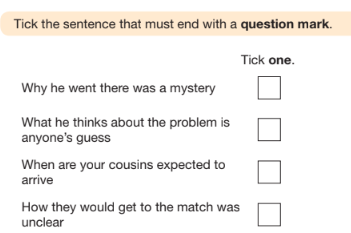 Tick the sentence that must end with a question mark.
Tick one.
Why he went there was a mystery
What he thinks about the problem is
anyone's guess
When are your cousins expected to
arrive
How they would get to the match was
unclear